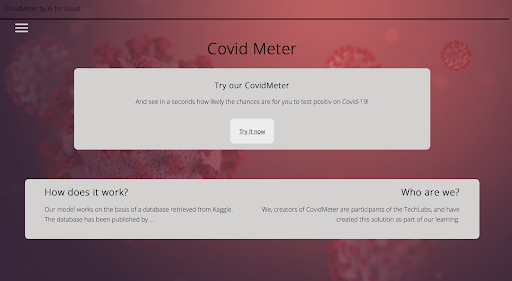 CovidMeter by AI for Good
Covid Meter
Try our CovidMeter
And see in a seconds how likely the chances are for you to test positiv on Covid-19!
Try it now
How does it work?
Our model works on the basis of a database retrieved from Kaggle.
The database has been published by ...
Who are we?
We, creators of CovidMeter are participants of the TechLabs, and have
created this solution as part of our learning.